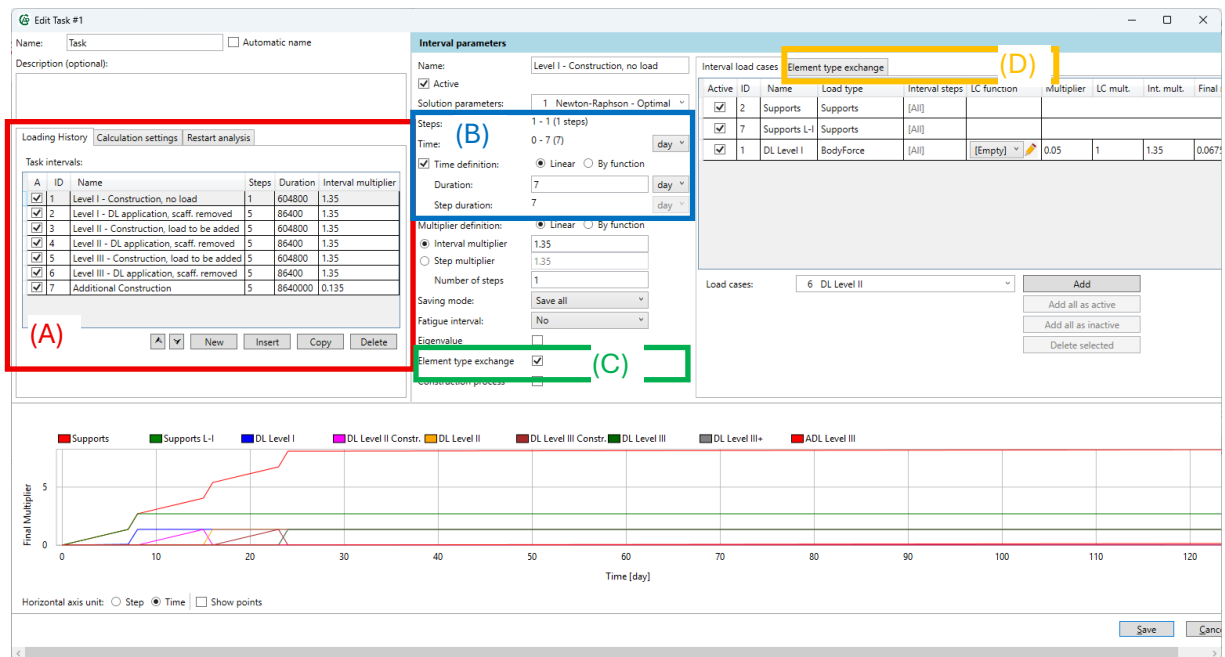 Edit Task #1
Name: Task Automatic name
Description (optional):
Loading History Calculation settings Restart analysis
Task intervals:
A ID Name Steps Duration Interval multiplier
1 Level I - Construction, no load 1 604800 1.35
2 Level I - DL application, scaff. removed 5 86400 1.35
3 Level II - Construction, load to be added 5 604800 1.35
4 Level II - DL application, scaff. removed 5 86400 1.35
5 Level III - Construction, load to be added 5 604800 1.35
6 Level III - DL application, scaff. removed 5 86400 1.35
7 Additional Construction 5 8640000 0.135
(A)
New Insert Copy Delete
Interval parameters
Name: Level I - Construction, no load
Active
Solution parameters: 1 Newton-Raphson - Optimal
Steps: 1 - 1 (1 steps)
(B)
Time: 0 - 7 (7) day
Time definition: Linear By function
Duration: 7 day
Step duration: 7 day
Multiplier definition: Linear By function
Interval multiplier 1.35
Step multiplier 1.35
Number of steps 1
Saving mode: Save all
Fatigue interval: No
Eigenvalue
Element type exchange
(C)
Construction process
Interval load cases Element type exchange
(D)
Active ID Name Load type Interval steps LC function Multiplier LC mult. Int. mult. Final
2 Supports Supports [All]
7 Supports L-I Supports [All]
1 DL Level I BodyForce [All] [Empty] 0.05 1 1.35 0.0675
Load cases: 6 DL Level II Add
Add all as active
Add all as inactive
Delete selected
Supports Supports L-I DL Level I DL Level II Constr. DL Level II DL Level III Constr. DL Level III DL Level III+ ADL Level III
Final Multiplier
5
0
0 10 20 30 40 50 60 70 80 90 100 110 120
Time [day]
Horizontal axis unit: Step Time Show points
Save Canc